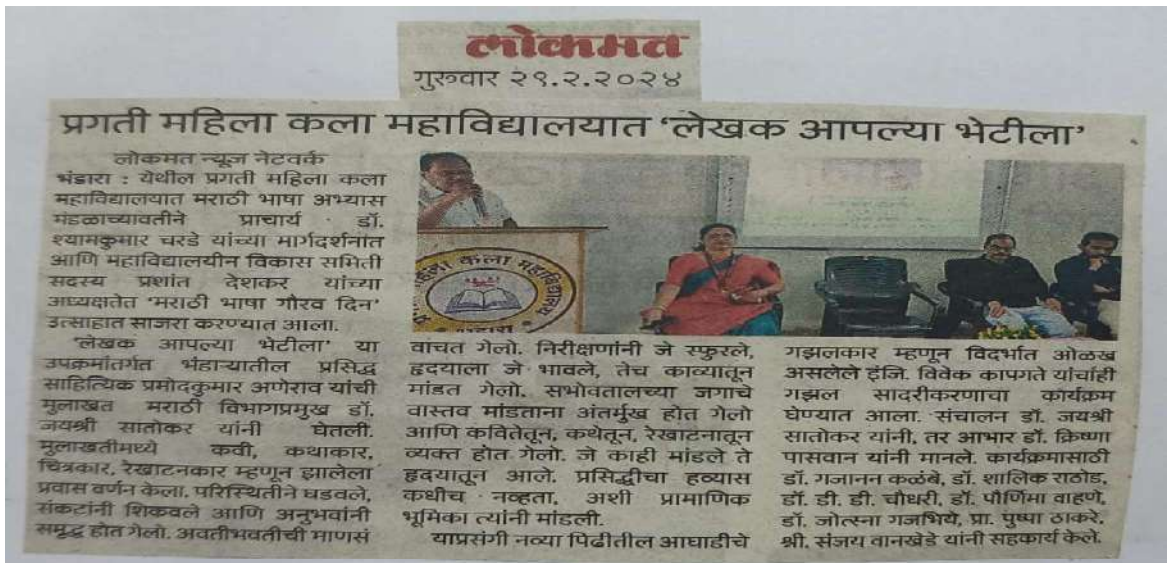 लोकमत
गुरुवार २९.२.२०२४
प्रगती महिला कला महाविद्यालयात ‘लेखक आपल्या भेटीला’
लोकमत न्यूज नेटवर्क
भंडारा : येथील प्रगती महिला कला
महाविद्यालयात मराठी भाषा अभ्यास
मंडळाच्यावतीने प्राचार्य डॉ.
श्यामकुमार चरडे यांच्या मार्गदर्शनात
आणि महाविद्यालयीन विकास समिती
सदस्य प्रशांत देशकर यांच्या
अध्यक्षतेत ‘मराठी भाषा गौरव दिन’
उत्साहात साजरा करण्यात आला.
‘लेखक आपल्या भेटीला’ या
उपक्रमांतर्गत भंडाऱ्यातील प्रसिद्ध
साहित्यिक प्रमोदकुमार अणेराव यांची
मुलाखत मराठी विभागप्रमुख डॉ.
जयश्री सातोकर यांनी घेतली.
मुलाखतीमध्ये कवी, कथाकार,
चित्रकार, रेखाटनकार म्हणून झालेला
प्रवास वर्णन केला. परिस्थितीने घडवले,
संकटांनी शिकवले आणि अनुभवांनी
समृद्ध होत गेलो. अवतीभवतीची माणसं
महिला कला महाविद्यालय
भंडारा
वाचत गेलो. निरीक्षणांनी जे स्फुरले,
हृदयाला जे भावले, तेच काव्यातून
मांडत गेलो. सभोवतालच्या जगाचे
वास्तव मांडताना अंतर्मुख होत गेलो
आणि कवितेतून, कथेतून, रेखाटनातून
व्यक्त होत गेलो. जे काही मांडले ते
हृदयातून आले. प्रसिद्धीचा हव्यास
कधीच नव्हता, अशी प्रामाणिक
भूमिका त्यांनी मांडली.
याप्रसंगी नव्या पिढीतील आघाडीचे
गझलकार म्हणून विदर्भात ओळख
असलेले इंजि. विवेक कापगते यांचाही
गझल सादरीकरणाचा कार्यक्रम
घेण्यात आला. संचालन डॉ. जयश्री
सातोकर यांनी, तर आभार डॉ. क्रिष्णा
पासवान यांनी मानले. कार्यक्रमासाठी
डॉ. गजानन कळंबे, डॉ. शालिक राठोड,
डॉ. डी. डी. चौधरी, डॉ. पौर्णिमा वाहणे,
डॉ. जोत्स्ना गजभिये, प्रा. पुष्पा ठाकरे,
श्री. संजय वानखेडे यांनी सहकार्य केले.